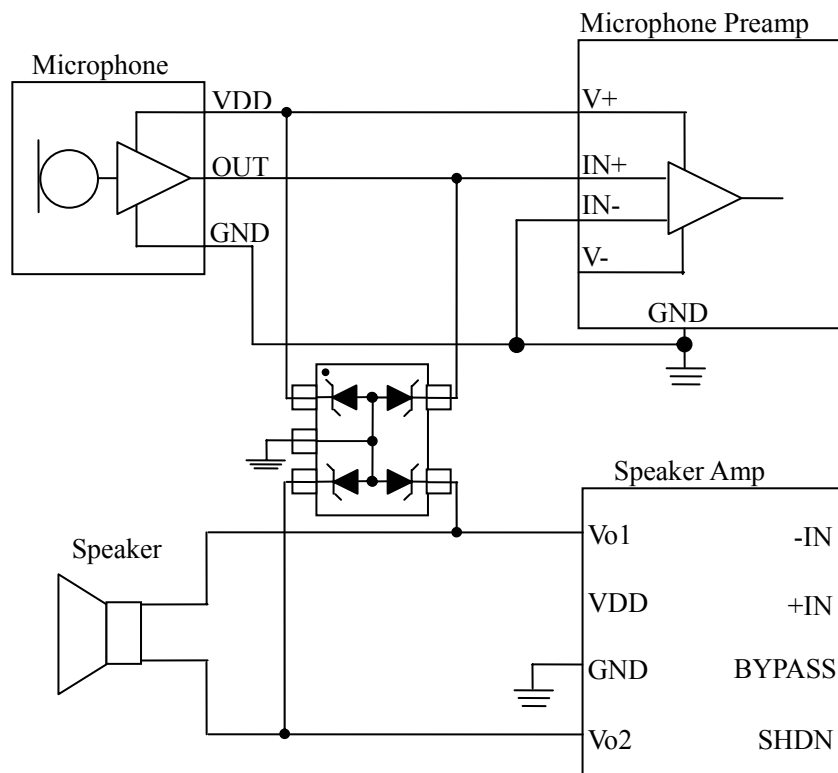 Microphone Preamp
Microphone
VDD
V+
OUT
IN+
IN-
GND
V-
GND
Speaker Amp
Speaker
Vo1
-IN
VDD
+IN
GND
BYPASS
Vo2
SHDN